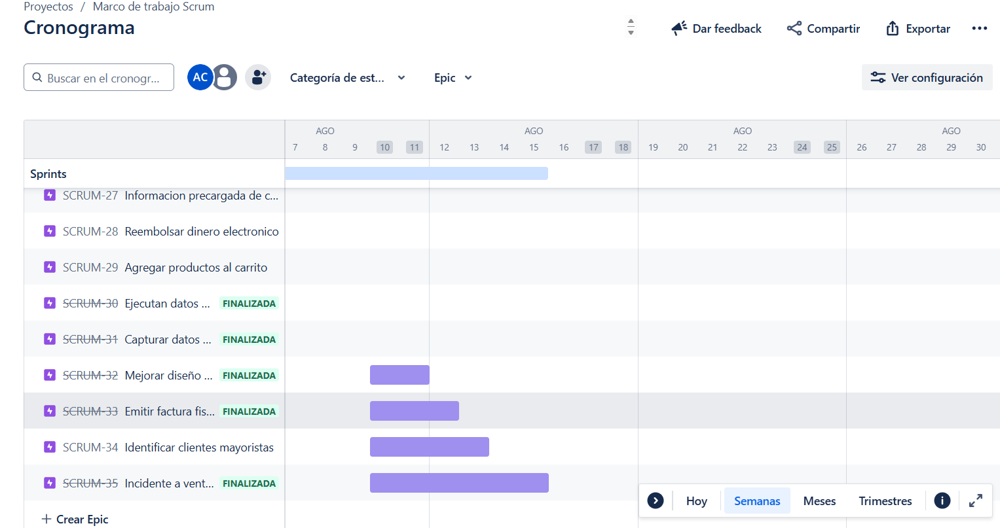 Proyectos / Marco de trabajo Scrum
Cronograma
Dar feedback
Compartir
Exportar
Buscar en el cronogr...
AC
Categoría de est...
Epic
Ver configuración
AGO AGO AGO AGO
7 8 9 10 11 12 13 14 15 16 17 18 19 20 21 22 23 24 25 26 27 28 29 30
Sprints
SCRUM-27 Informacion precargada de c...
SCRUM-28 Reembolsar dinero electronico
SCRUM-29 Agregar productos al carrito
SCRUM-30 Ejecutan datos ... FINALIZADA
SCRUM-31 Capturar datos ... FINALIZADA
SCRUM-32 Mejorar diseño ... FINALIZADA
SCRUM-33 Emitir factura fis... FINALIZADA
SCRUM-34 Identificar clientes mayoristas
SCRUM-35 Incidente a vent... FINALIZADA
+ Crear Epic
Hoy Semanas Meses Trimestres